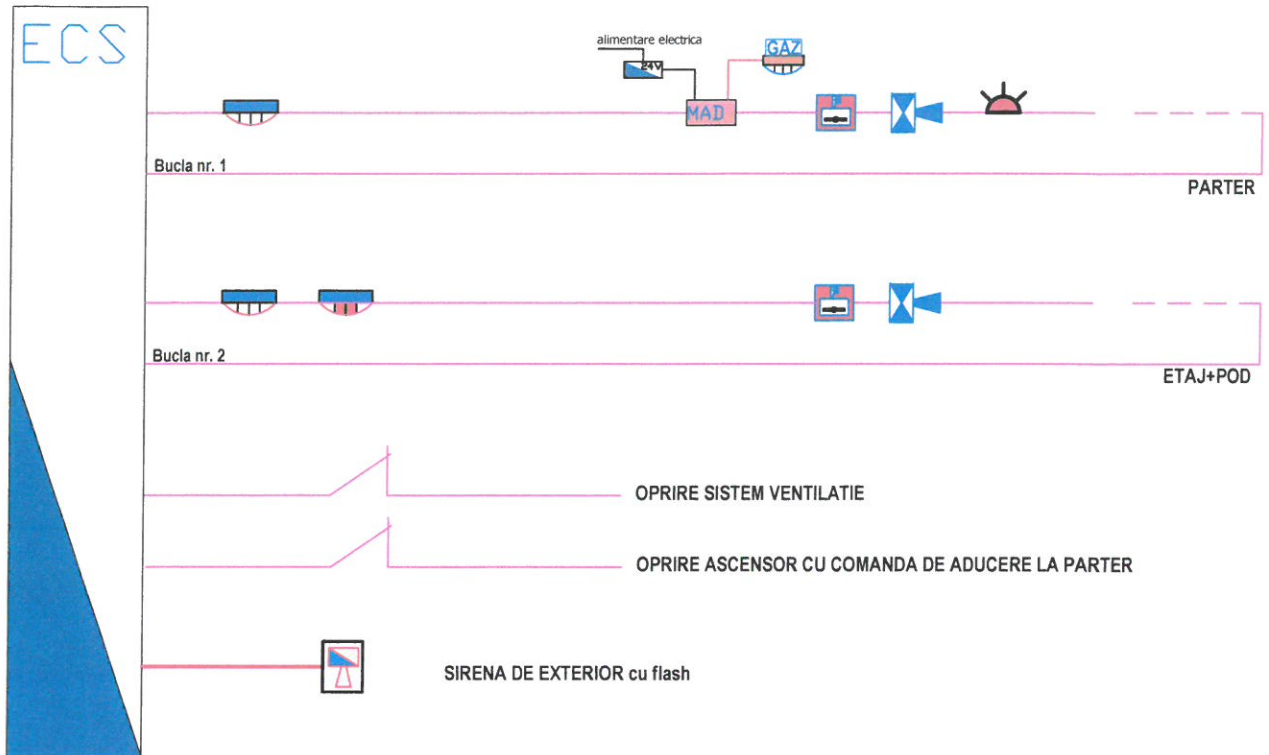 ECS
alimentare electrica
24V
GAZ
MAD
Bucla nr. 1
PARTER
Bucla nr. 2
ETAJ+POD
OPRIRE SISTEM VENTILATIE
OPRIRE ASCENSOR CU COMANDA DE ADUCERE LA PARTER
SIRENA DE EXTERIOR cu flash